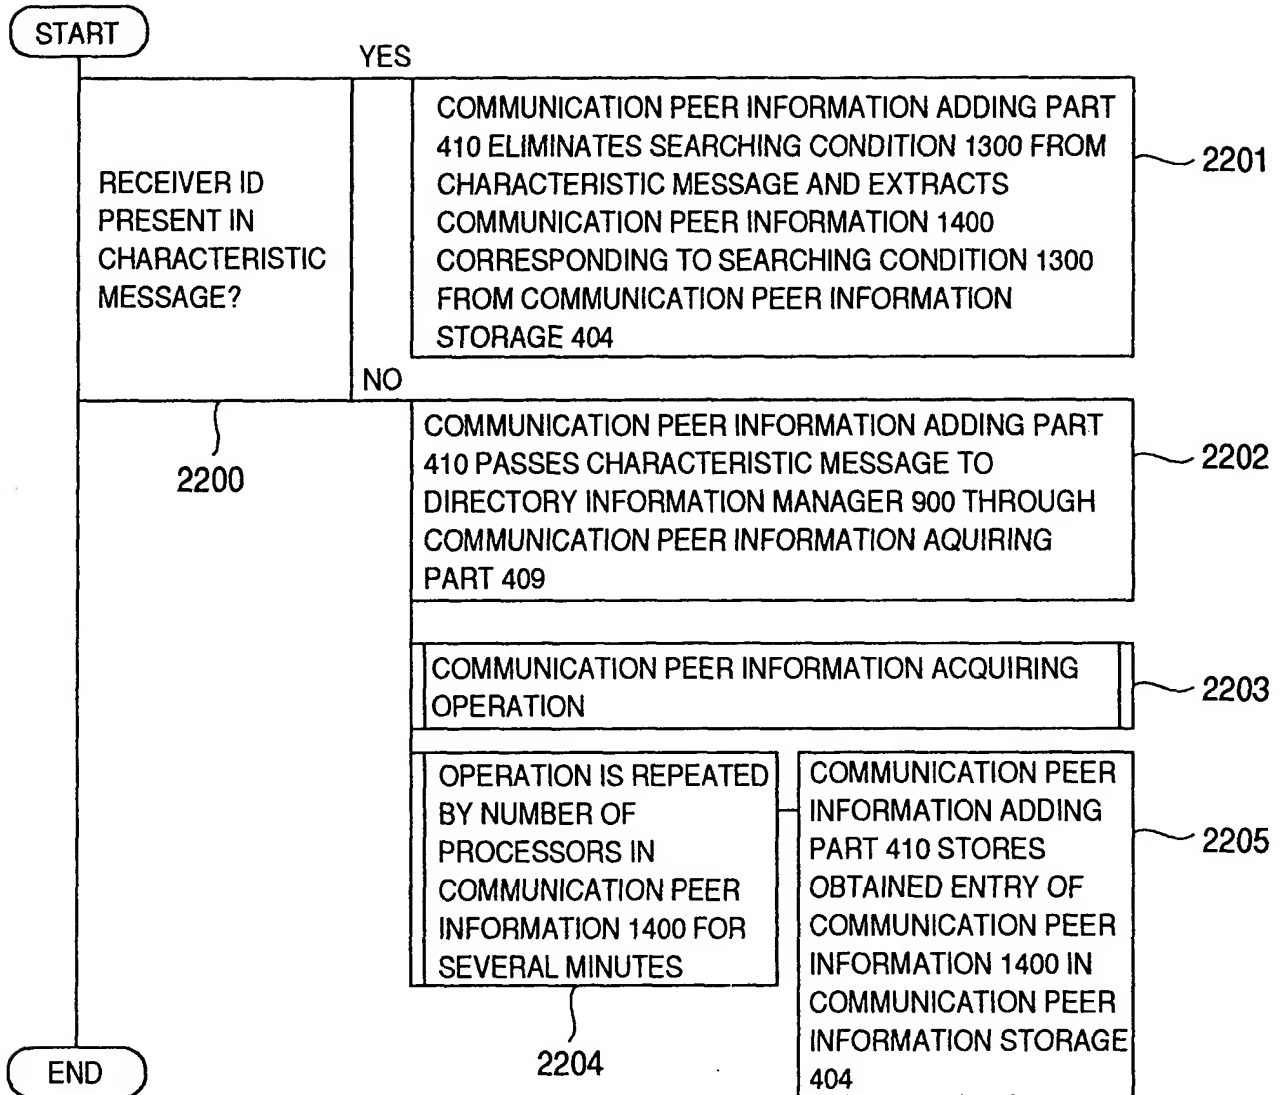 START
YES
RECEIVER ID
PRESENT IN
CHARACTERISTIC
MESSAGE?
COMMUNICATION PEER INFORMATION ADDING PART
410 ELIMINATES SEARCHING CONDITION 1300 FROM
CHARACTERISTIC MESSAGE AND EXTRACTS
COMMUNICATION PEER INFORMATION 1400
CORRESPONDING TO SEARCHING CONDITION 1300
FROM COMMUNICATION PEER INFORMATION
STORAGE 404
2201
NO
2200
COMMUNICATION PEER INFORMATION ADDING PART
410 PASSES CHARACTERISTIC MESSAGE TO
DIRECTORY INFORMATION MANAGER 900 THROUGH
COMMUNICATION PEER INFORMATION AQUIRING
PART 409
2202
COMMUNICATION PEER INFORMATION ACQUIRING
OPERATION
2203
OPERATION IS REPEATED
BY NUMBER OF
PROCESSORS IN
COMMUNICATION PEER
INFORMATION 1400 FOR
SEVERAL MINUTES
2204
COMMUNICATION PEER
INFORMATION ADDING
PART 410 STORES
OBTAINED ENTRY OF
COMMUNICATION PEER
INFORMATION 1400 IN
COMMUNICATION PEER
INFORMATION STORAGE
404
2205
END